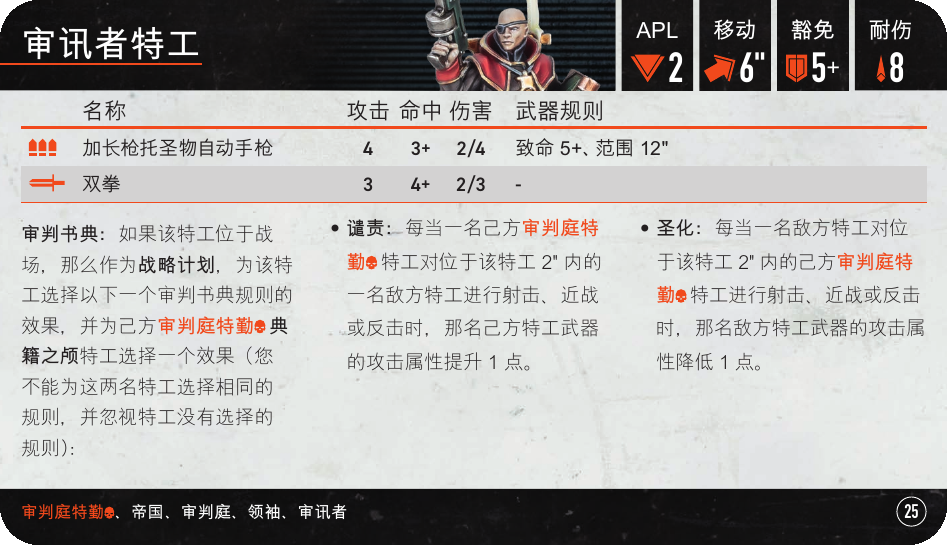 审讯者特工
APL 移动 豁免 耐伤
2 6" 5+ 8
名称 攻击 命中 伤害 武器规则
加长枪托圣物自动手枪 4 3+ 2/4 致命 5+、范围 12"
双拳 3 4+ 2/3 -
审判书典：如果该特工位于战
场，那么作为战略计划，为该特
工选择以下一个审判书典规则的
效果，并为己方审判庭特勤典
籍之颅特工选择一个效果（您
不能为这两名特工选择相同的
规则，并忽视特工没有选择的
规则）：
• 谴责：每当一名己方审判庭特
勤特工对位于该特工 2" 内的
一名敌方特工进行射击、近战
或反击时，那名己方特工武器
的攻击属性提升 1 点。
• 圣化：每当一名敌方特工对位
于该特工 2" 内的己方审判庭特
勤特工进行射击、近战或反击
时，那名敌方特工武器的攻击属
性降低 1 点。
审判庭特勤、帝国、审判庭、领袖、审讯者
25